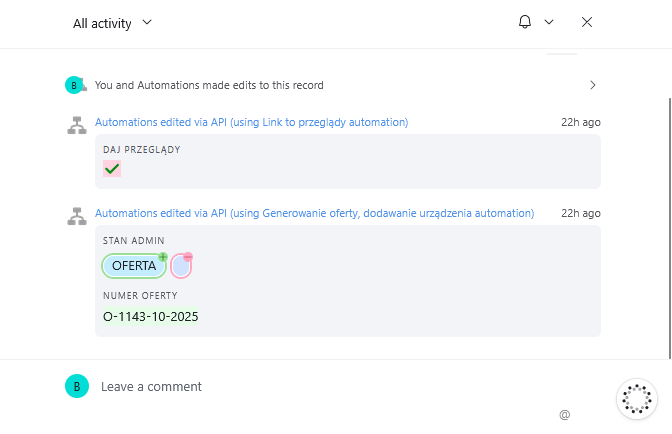 All activity
B
You and Automations made edits to this record
Automations edited via API (using Link to przeglądy automation)
22h ago
DAJ PRZEGLĄDY
Automations edited via API (using Generowanie oferty, dodawanie urządzenia automation)
22h ago
STAN ADMIN
OFERTA
NUMER OFERTY
O-1143-10-2025
B
Leave a comment
@